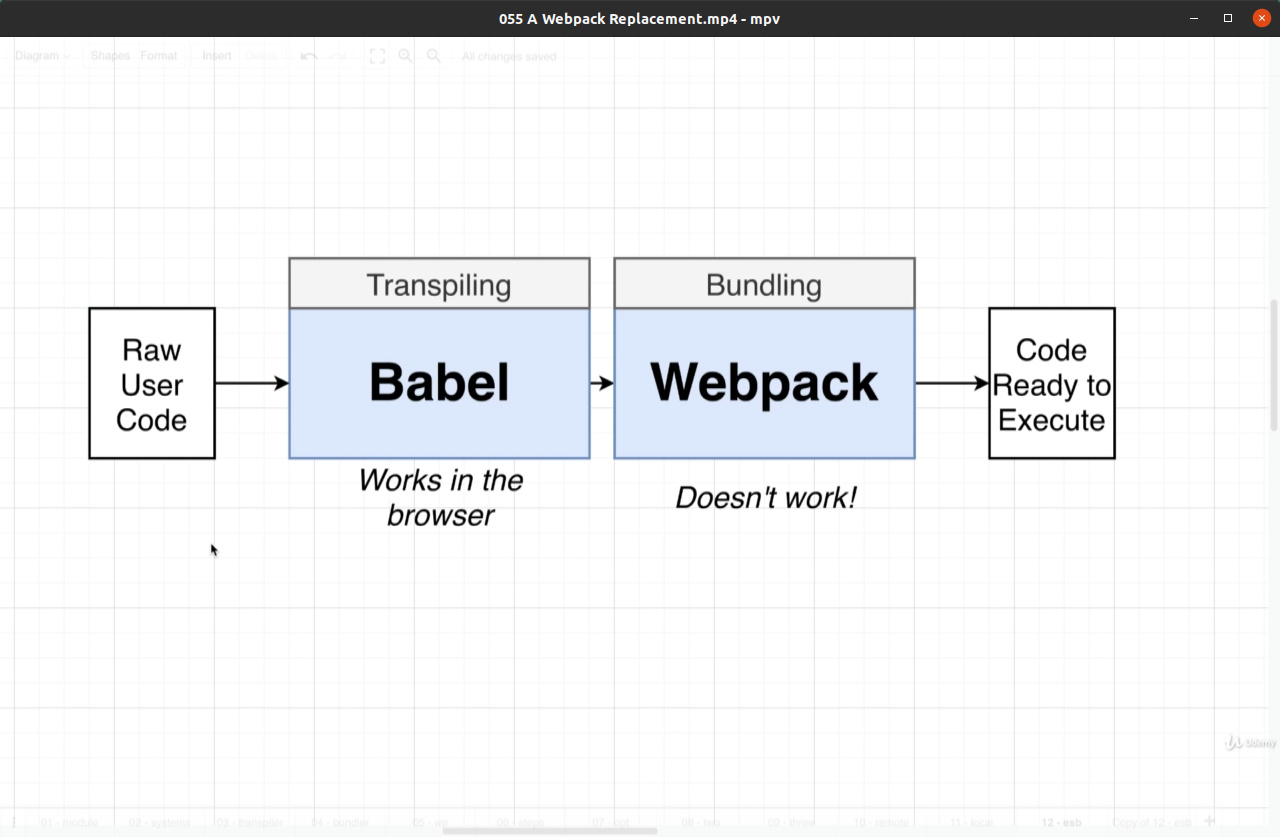 055 A Webpack Replacement.mp4 - mpv
Diagram Shapes Format Insert Delete All changes saved
Transpiling
Bundling
Raw
User
Code
Babel
Webpack
Code
Ready to
Execute
Works in the
browser
Doesn't work!
Udemy
01 - module 02 - systems 03 - transpiler 04 - bundler 05 - wp 06 - steps 07 - opt 08 - two 09 - three 10 - remote 11 - local 12 - esb Copy of 12 - esb